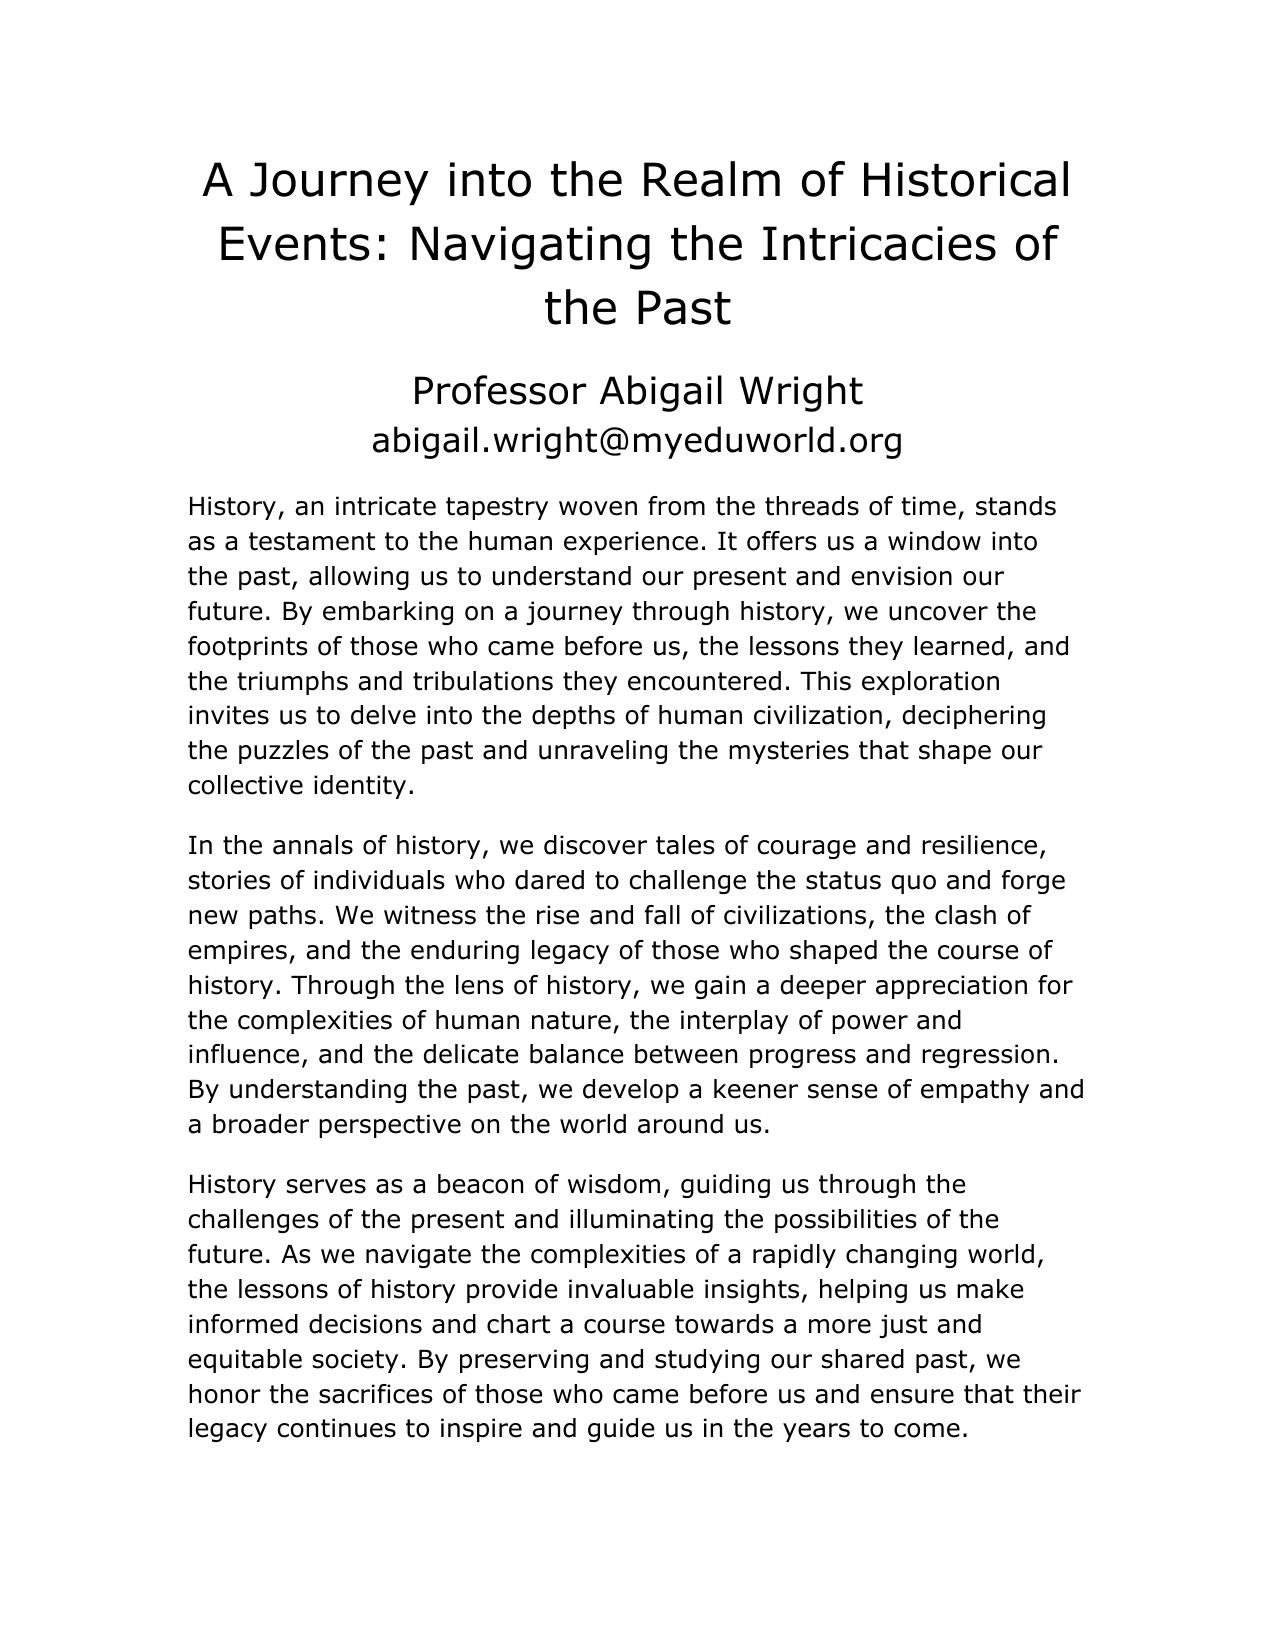 A Journey into the Realm of Historical
Events: Navigating the Intricacies of
the Past
Professor Abigail Wright
abigail.wright@myeduworld.org
History, an intricate tapestry woven from the threads of time, stands
as a testament to the human experience. It offers us a window into
the past, allowing us to understand our present and envision our
future. By embarking on a journey through history, we uncover the
footprints of those who came before us, the lessons they learned, and
the triumphs and tribulations they encountered. This exploration
invites us to delve into the depths of human civilization, deciphering
the puzzles of the past and unraveling the mysteries that shape our
collective identity.
In the annals of history, we discover tales of courage and resilience,
stories of individuals who dared to challenge the status quo and forge
new paths. We witness the rise and fall of civilizations, the clash of
empires, and the enduring legacy of those who shaped the course of
history. Through the lens of history, we gain a deeper appreciation for
the complexities of human nature, the interplay of power and
influence, and the delicate balance between progress and regression.
By understanding the past, we develop a keener sense of empathy and
a broader perspective on the world around us.
History serves as a beacon of wisdom, guiding us through the
challenges of the present and illuminating the possibilities of the
future. As we navigate the complexities of a rapidly changing world,
the lessons of history provide invaluable insights, helping us make
informed decisions and chart a course towards a more just and
equitable society. By preserving and studying our shared past, we
honor the sacrifices of those who came before us and ensure that their
legacy continues to inspire and guide us in the years to come.